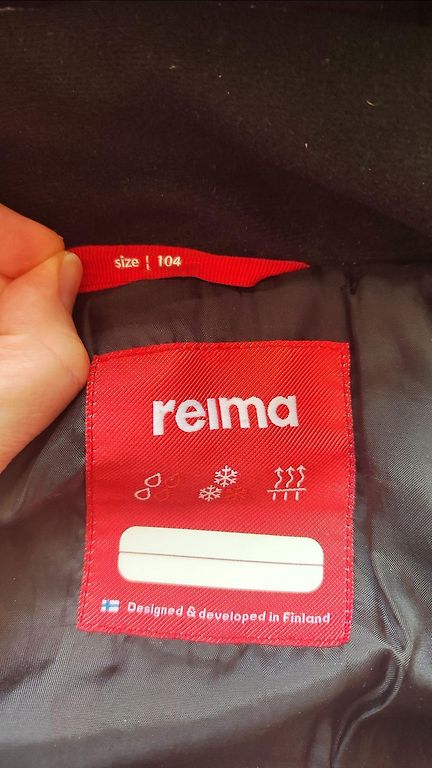 size | 104
reima
Designed & developed in Finland